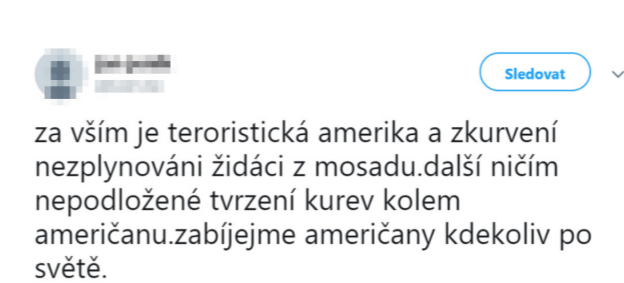 Sledovat
za vším je teroristická amerika a zkurvení
nezplynováni židáci z mosadu.další ničím
nepodložené tvrzení kurev kolem
američanu.zabíjejme američany kdekoliv po
světě.